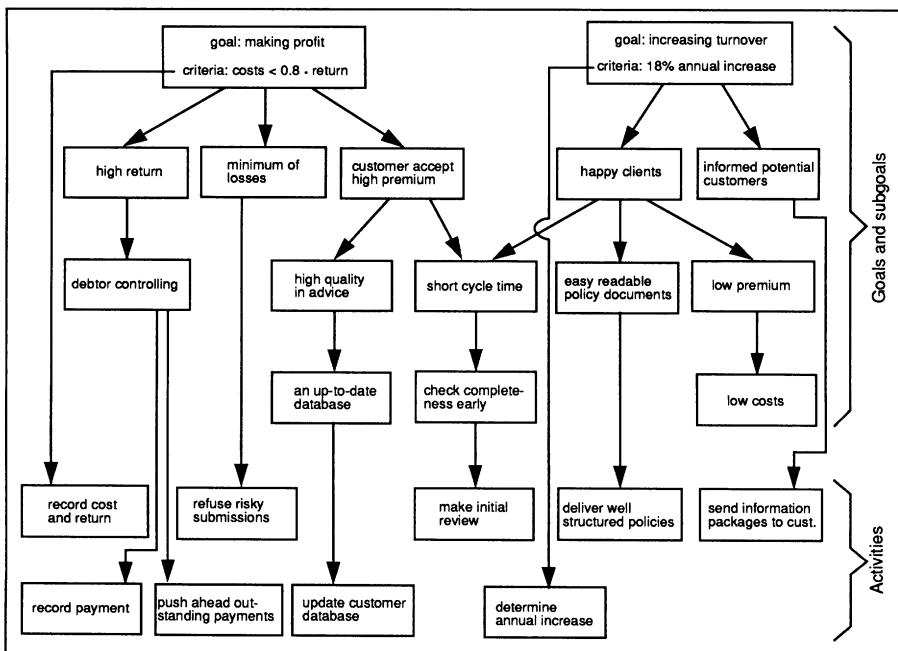 goal: making profit
criteria: costs < 0.8 · return
goal: increasing turnover
criteria: 18% annual increase
high return
minimum of
losses
customer accept
high premium
happy clients
informed potential
customers
debtor controlling
high quality
in advice
short cycle time
easy readable
policy documents
low premium
an up-to-date
database
check complete-
ness early
low costs
Goals and subgoals
record cost
and return
refuse risky
submissions
make initial
review
deliver well
structured policies
send information
packages to cust.
record payment
push ahead out-
standing payments
update customer
database
determine
annual increase
Activities